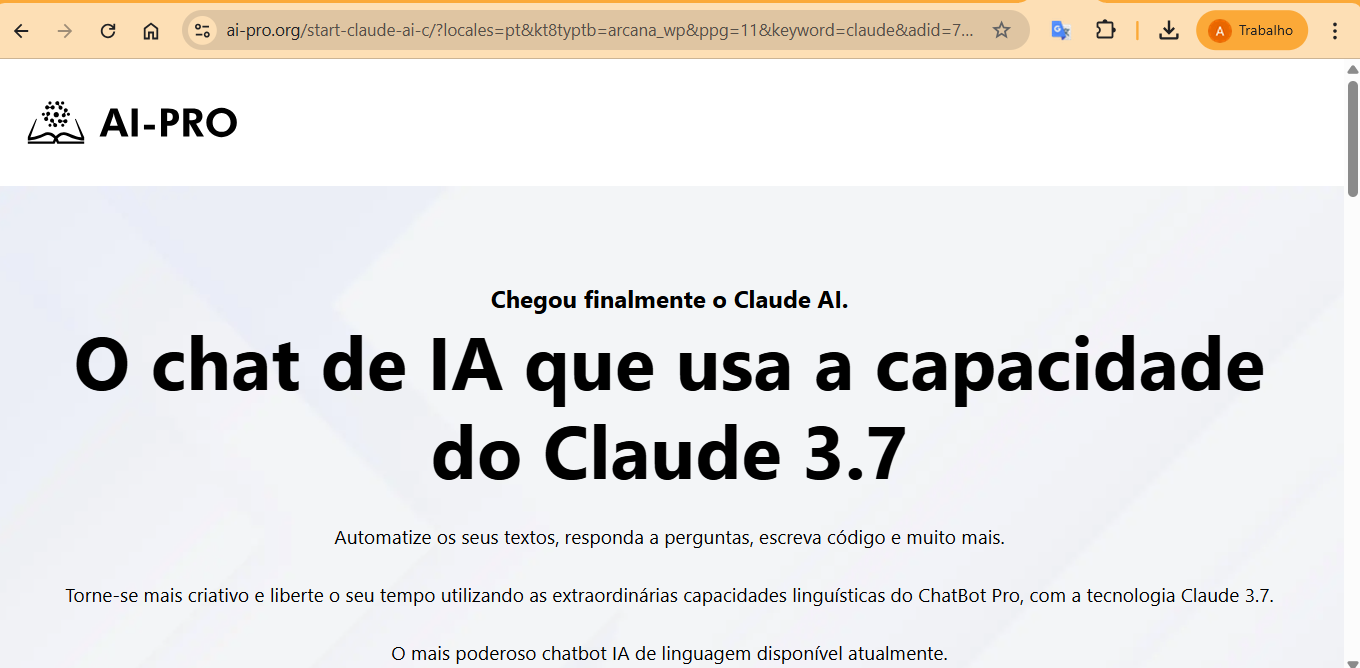 ai-pro.org/start-claude-ai-c/?locales=pt&kt8typtb=arcana_wp&ppg=11&keyword=claude&adid=7...
A Trabalho
AI-PRO
Chegou finalmente o Claude AI.
O chat de IA que usa a capacidade
do Claude 3.7
Automatize os seus textos, responda a perguntas, escreva código e muito mais.
Torne-se mais criativo e liberte o seu tempo utilizando as extraordinárias capacidades linguísticas do ChatBot Pro, com a tecnologia Claude 3.7.
O mais poderoso chatbot IA de linguagem disponível atualmente.